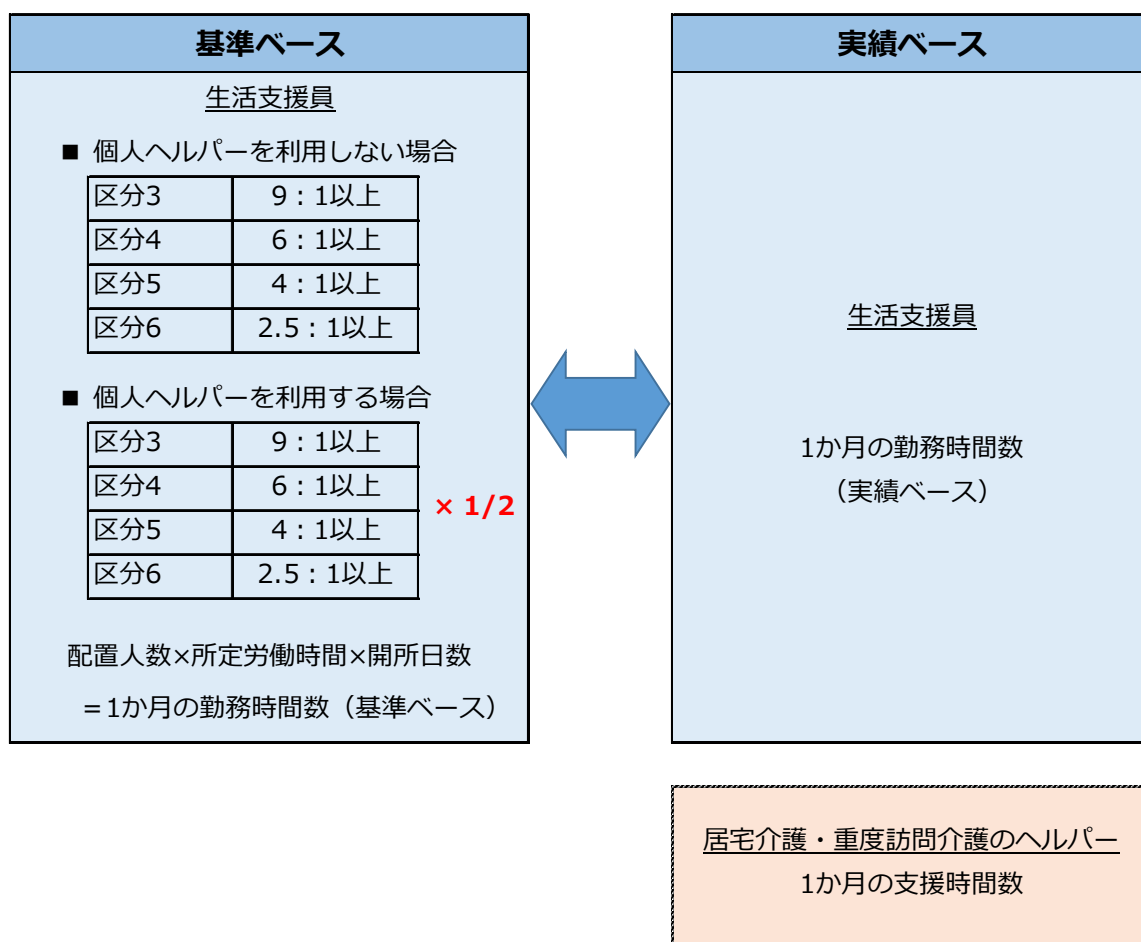 基準ベース
生活支援員
■ 個人ヘルパーを利用しない場合
区分3 9：1以上
区分4 6：1以上
区分5 4：1以上
区分6 2.5：1以上
■ 個人ヘルパーを利用する場合
区分3 9：1以上
区分4 6：1以上
区分5 4：1以上
区分6 2.5：1以上
× 1/2
配置人数×所定労働時間×開所日数
＝1か月の勤務時間数（基準ベース）
実績ベース
生活支援員
1か月の勤務時間数
（実績ベース）
居宅介護・重度訪問介護のヘルパー
1か月の支援時間数